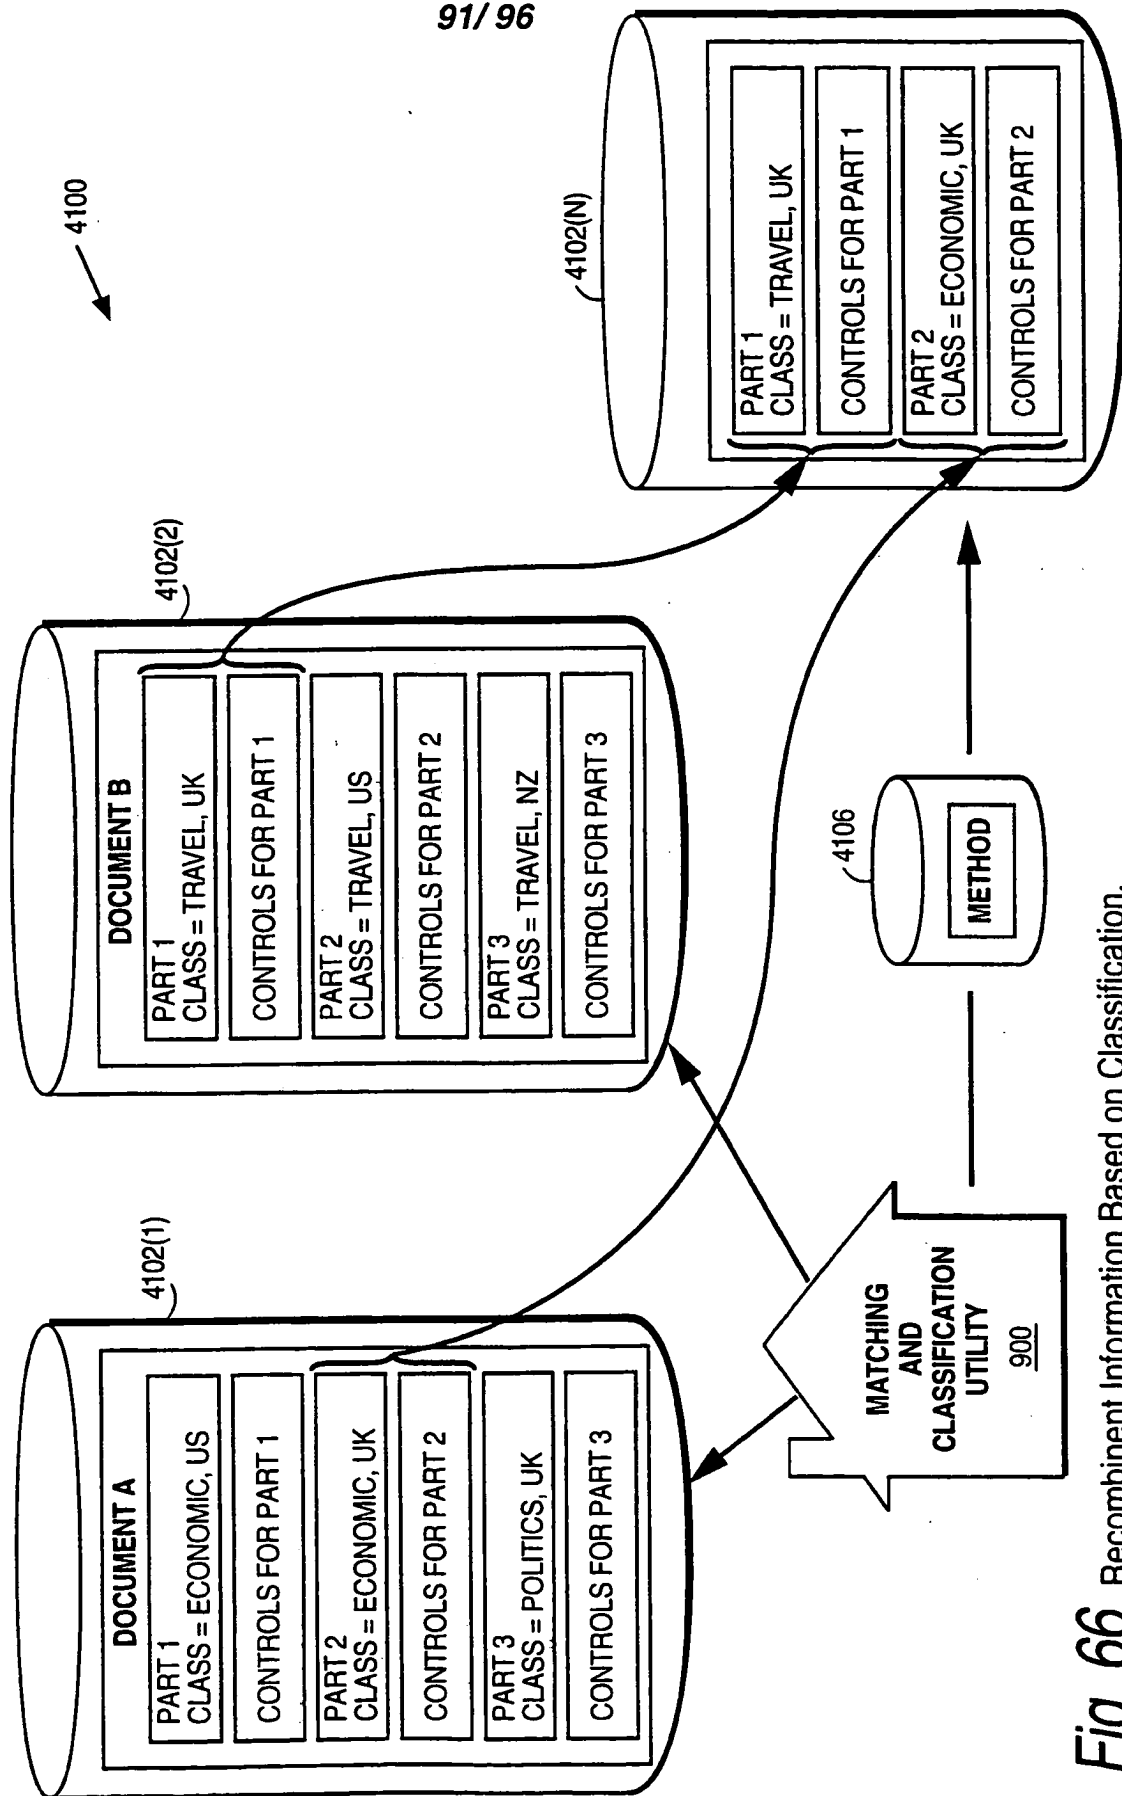 91/ 96
4100
4102(1)
DOCUMENT A
PART 1
CLASS = ECONOMIC, US
CONTROLS FOR PART 1
PART 2
CLASS = ECONOMIC, UK
CONTROLS FOR PART 2
PART 3
CLASS = POLITICS, UK
CONTROLS FOR PART 3
4102(2)
DOCUMENT B
PART 1
CLASS = TRAVEL, UK
CONTROLS FOR PART 1
PART 2
CLASS = TRAVEL, US
CONTROLS FOR PART 2
PART 3
CLASS = TRAVEL, NZ
CONTROLS FOR PART 3
4102(N)
PART 1
CLASS = TRAVEL, UK
CONTROLS FOR PART 1
PART 2
CLASS = ECONOMIC, UK
CONTROLS FOR PART 2
MATCHING
AND
CLASSIFICATION
UTILITY
900
4106
METHOD
Fig. 66 Recombinent Information Based on Classification.